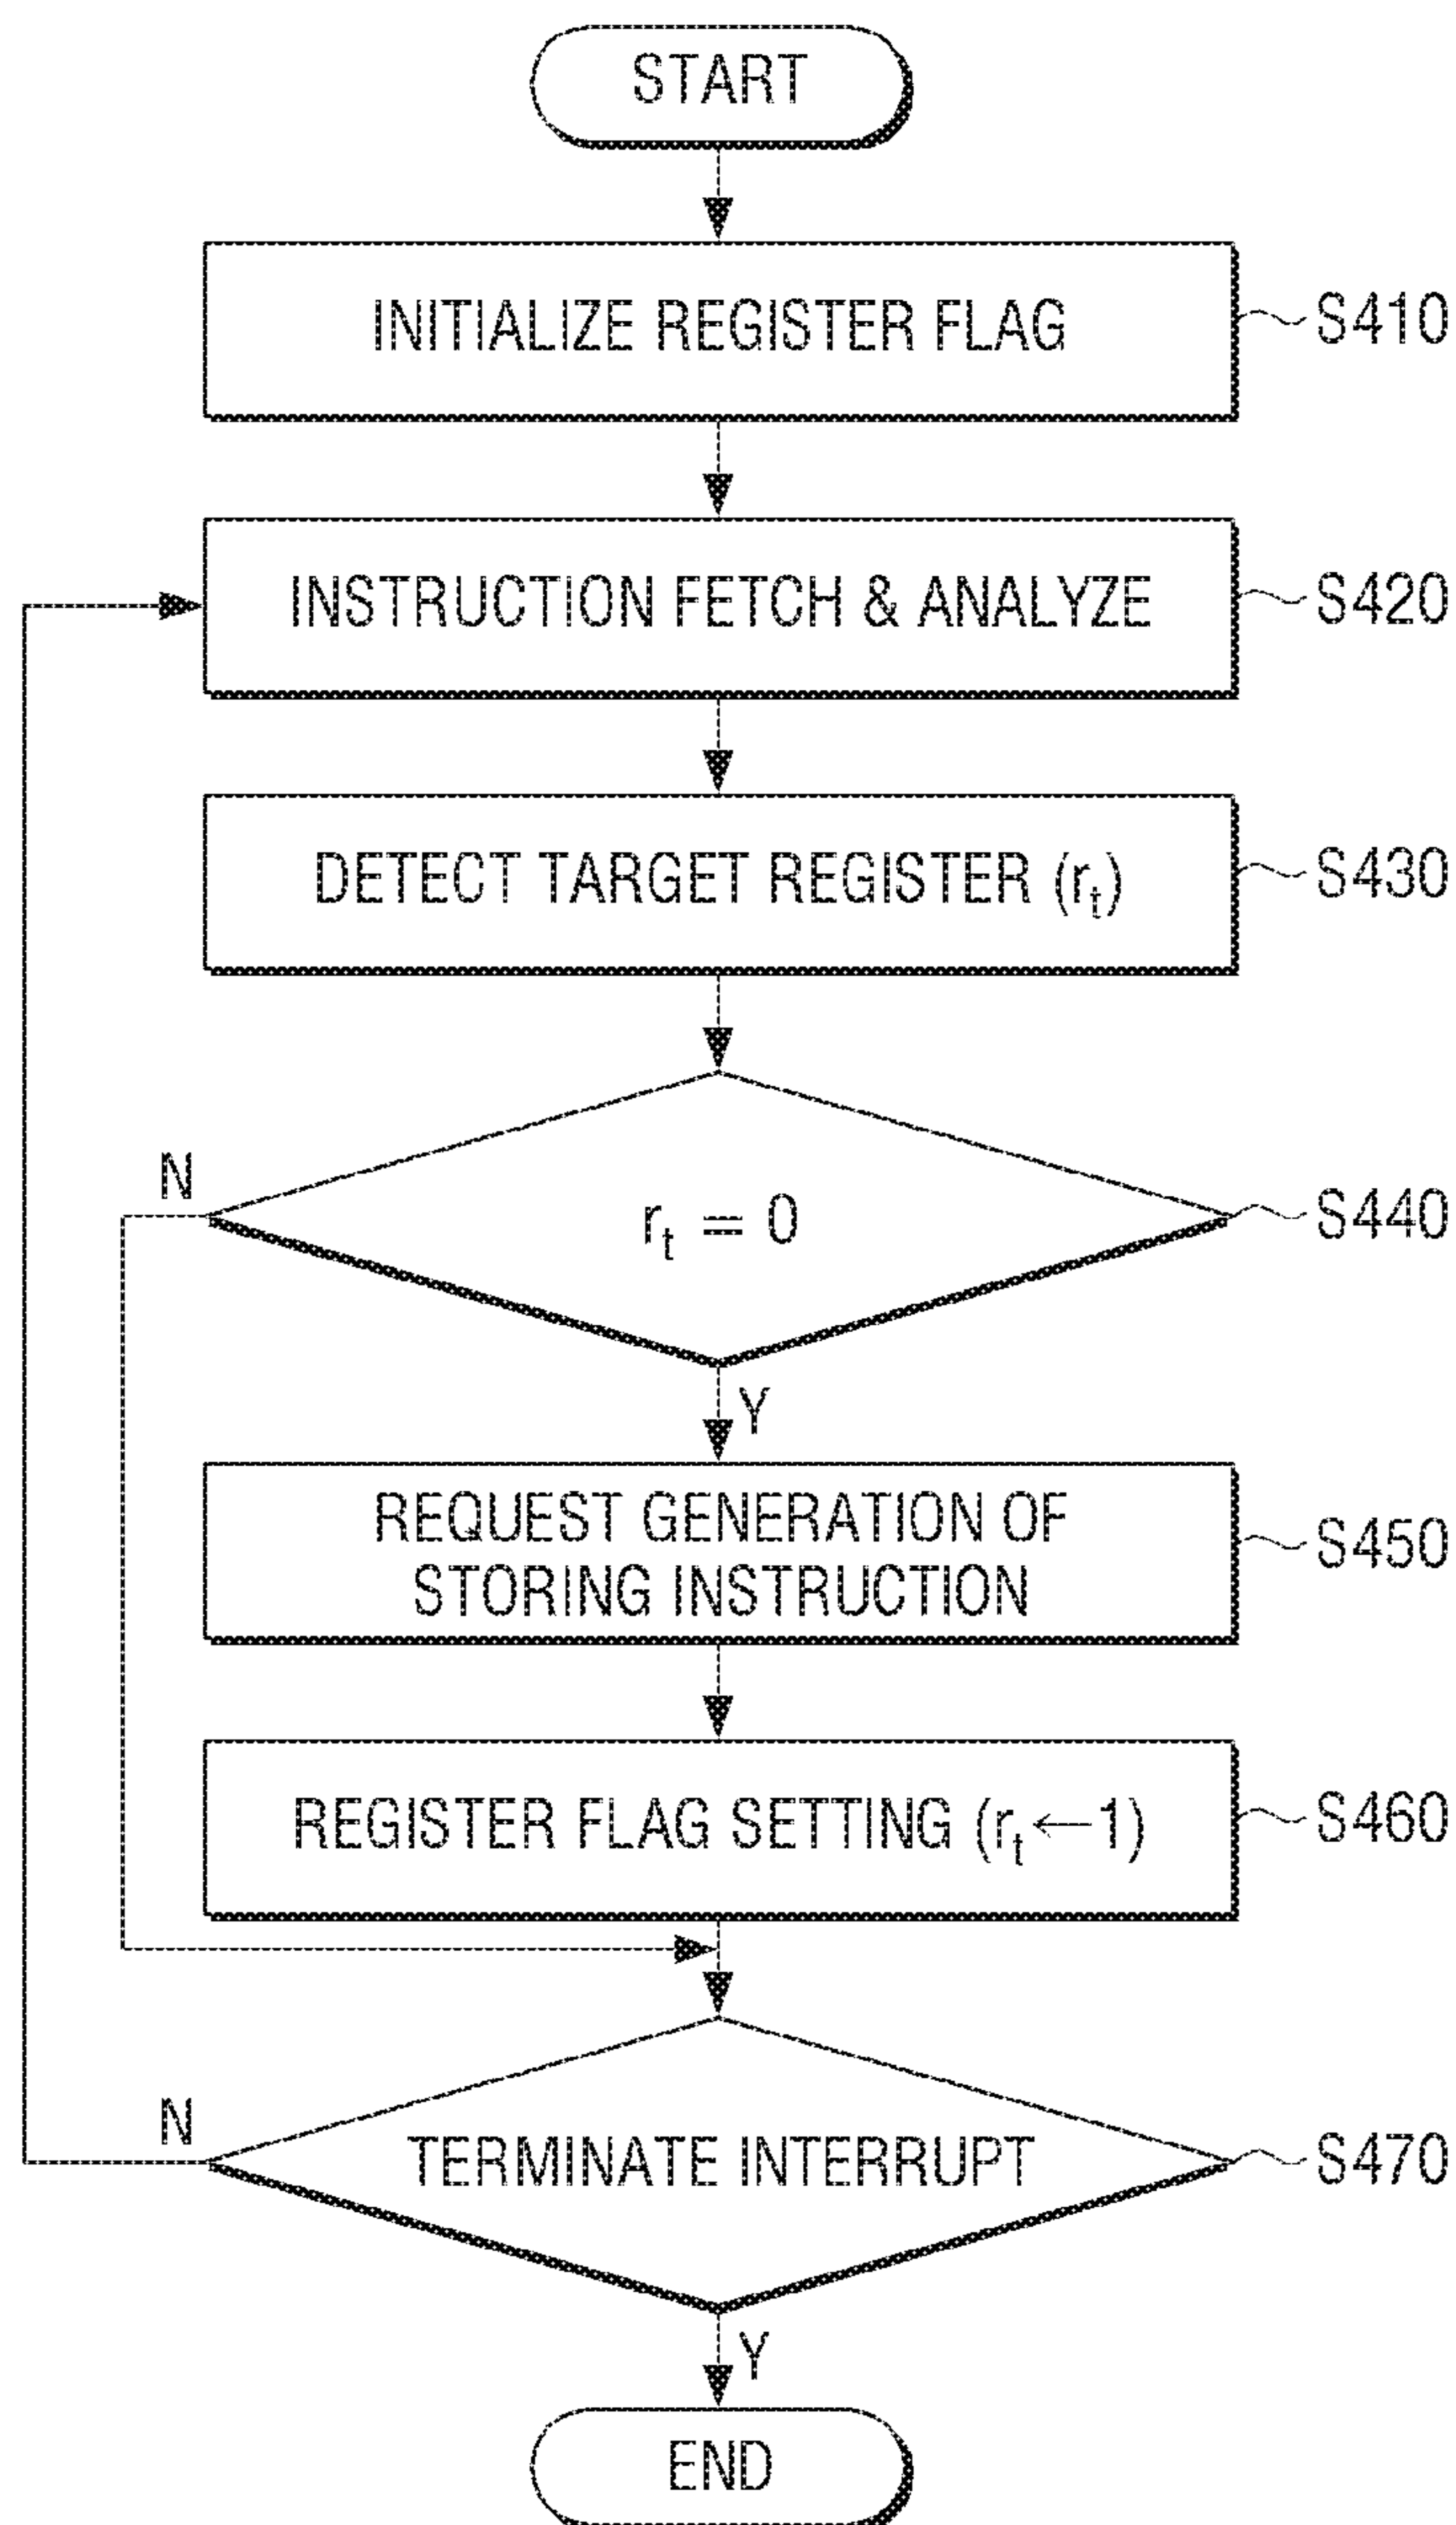 START
INITIALIZE REGISTER FLAG
S410
INSTRUCTION FETCH & ANALYZE
S420
DETECT TARGET REGISTER (rt)
S430
N
rt = 0
S440
Y
REQUEST GENERATION OF
STORING INSTRUCTION
S450
REGISTER FLAG SETTING (rt←1)
S460
N
TERMINATE INTERRUPT
S470
Y
END